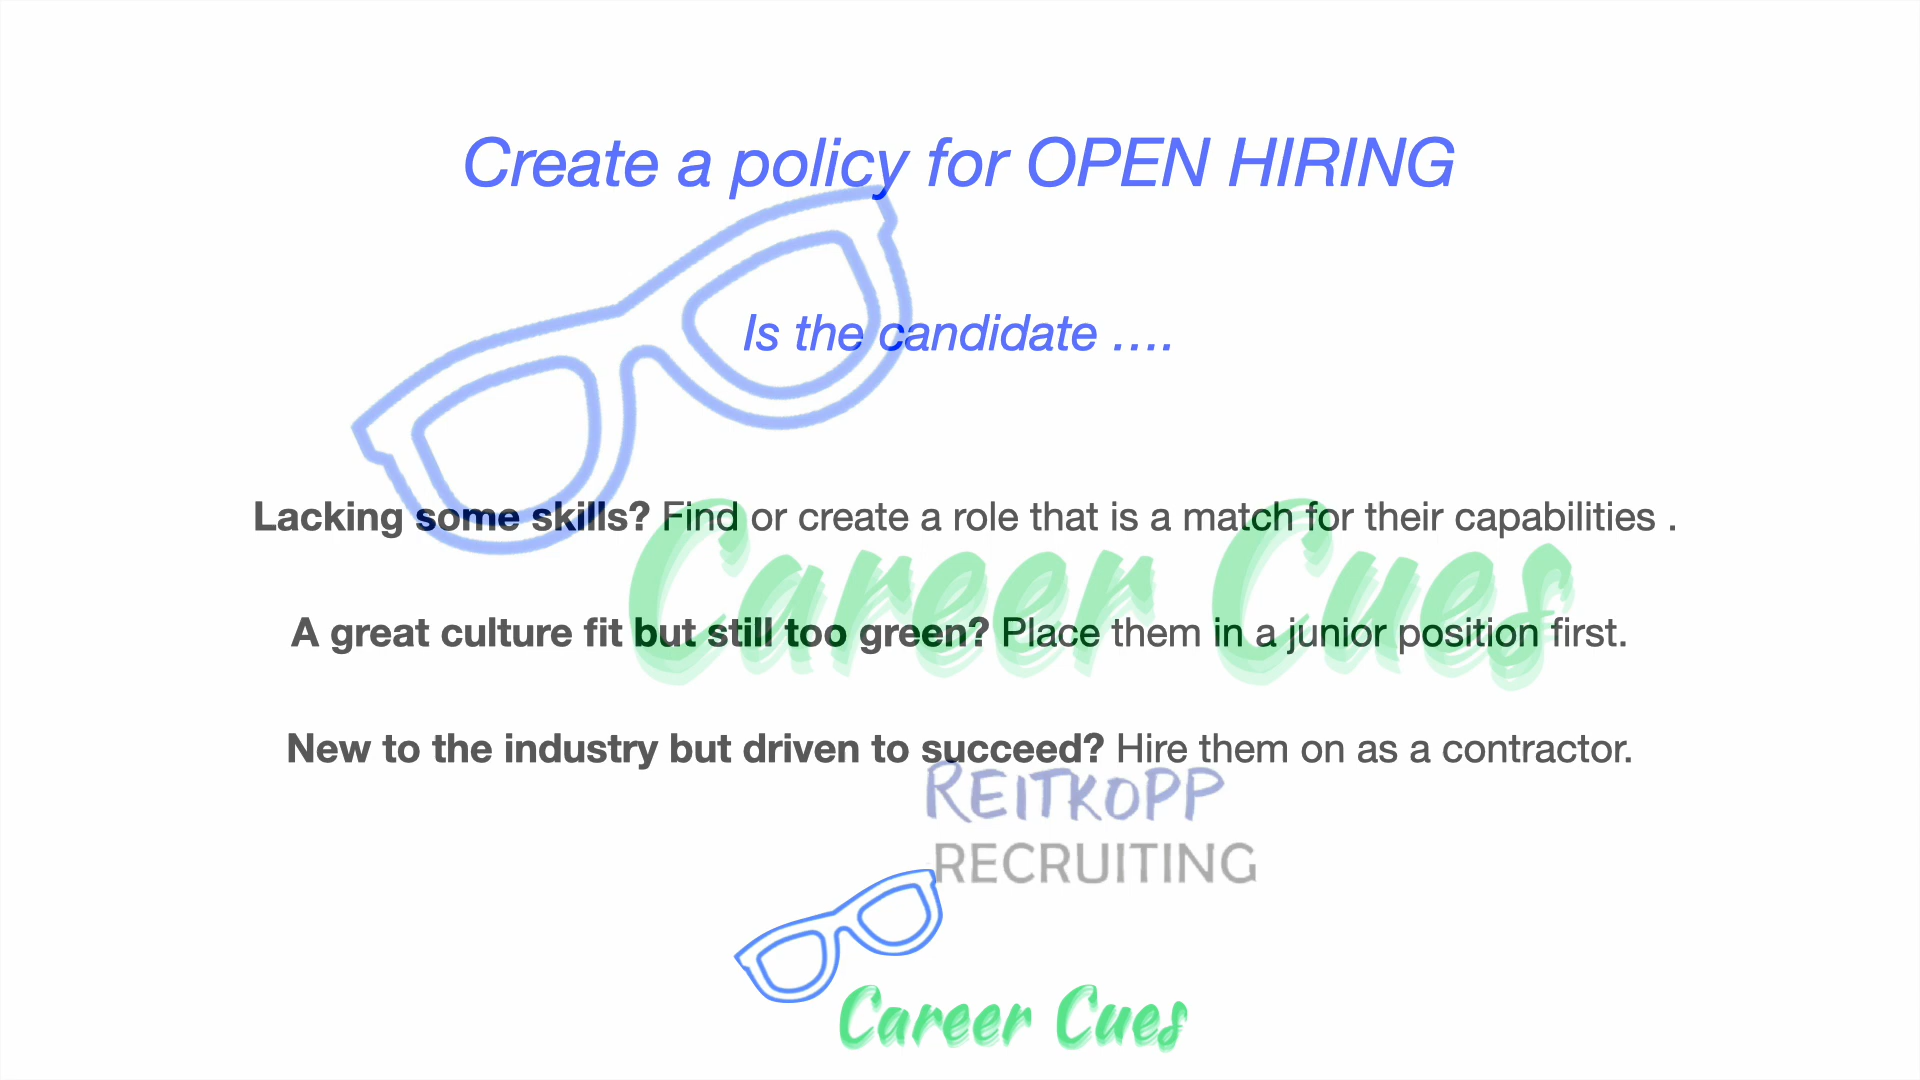 Create a policy for OPEN HIRING
Is the candidate ....
Lacking some skills? Find or create a role that is a match for their capabilities .
Career Cues
A great culture fit but still too green? Place them in a junior position first.
New to the industry but driven to succeed? Hire them on as a contractor.
REITKOPP
RECRUITING
Career Cues